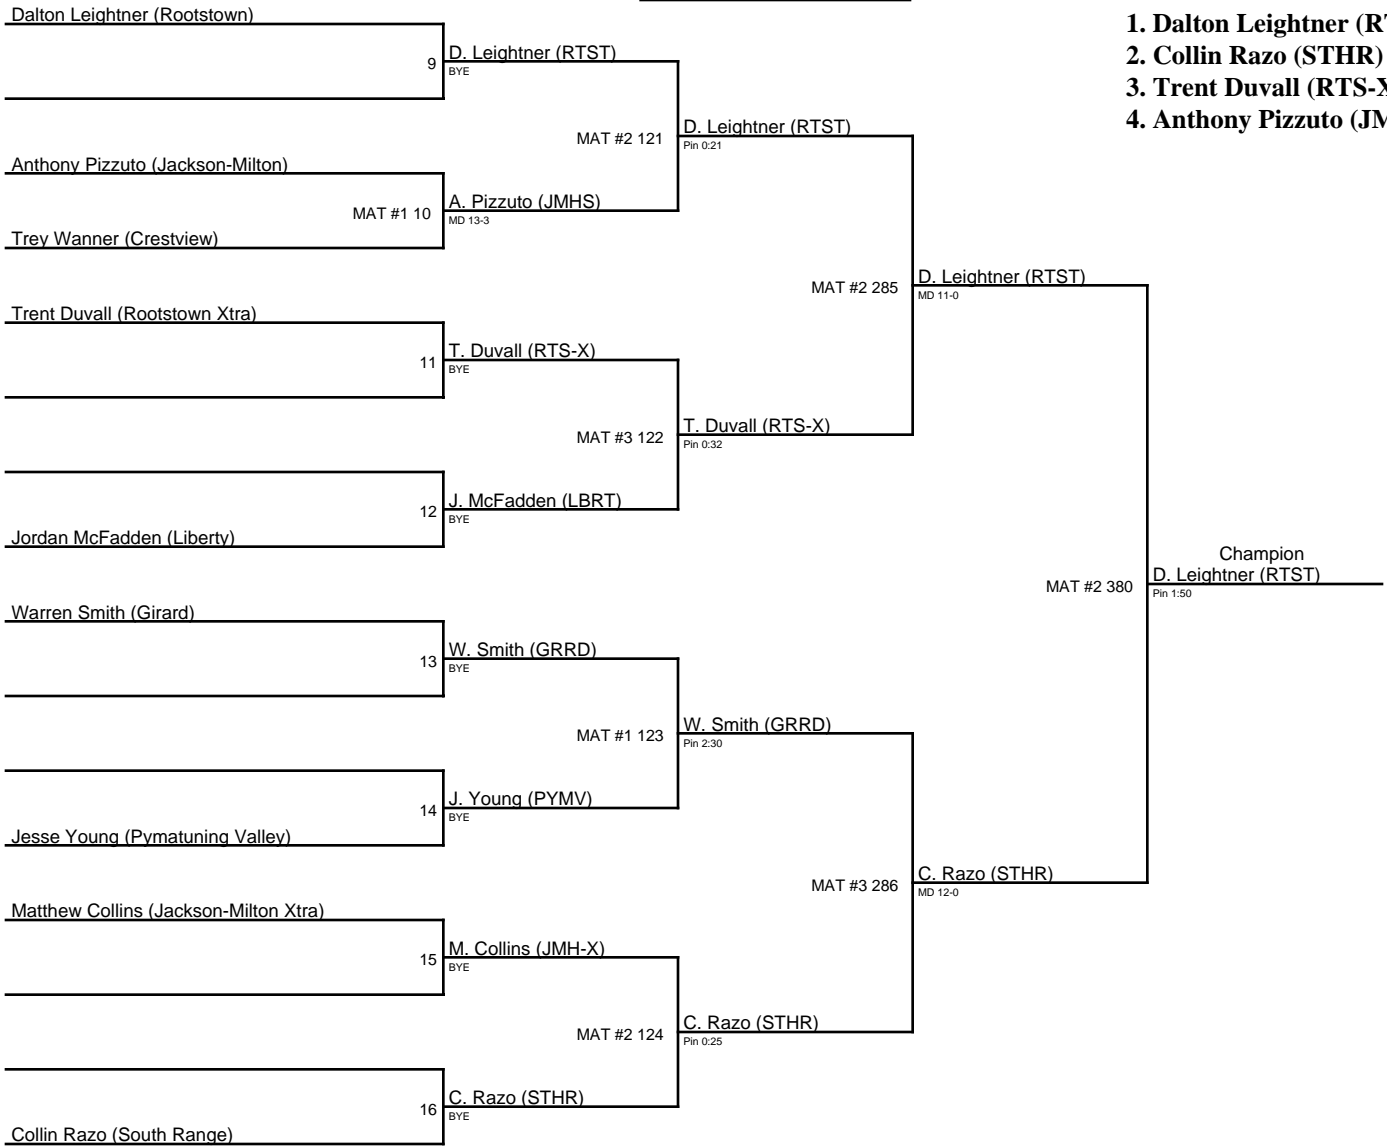 Dalton Leightner (Rootstown)
9
D. Leightner (RTST)
BYE
MAT #2 121
D. Leightner (RTST)
Pin 0:21
Anthony Pizzuto (Jackson-Milton)
MAT #1 10
A. Pizzuto (JMHS)
MD 13-3
Trey Wanner (Crestview)
MAT #2 285
D. Leightner (RTST)
MD 11-0
Trent Duvall (Rootstown Xtra)
11
T. Duvall (RTS-X)
BYE
MAT #3 122
T. Duvall (RTS-X)
Pin 0:32
12
J. McFadden (LBRT)
BYE
Jordan McFadden (Liberty)
MAT #2 380
Champion
D. Leightner (RTST)
Pin 1:50
Warren Smith (Girard)
13
W. Smith (GRRD)
BYE
MAT #1 123
W. Smith (GRRD)
Pin 2:30
14
J. Young (PYMV)
BYE
Jesse Young (Pymatuning Valley)
MAT #3 286
C. Razo (STHR)
MD 12-0
Matthew Collins (Jackson-Milton Xtra)
15
M. Collins (JMH-X)
BYE
MAT #2 124
C. Razo (STHR)
Pin 0:25
16
C. Razo (STHR)
BYE
Collin Razo (South Range)
1. Dalton Leightner (RT
2. Collin Razo (STHR)
3. Trent Duvall (RTS-X
4. Anthony Pizzuto (JM